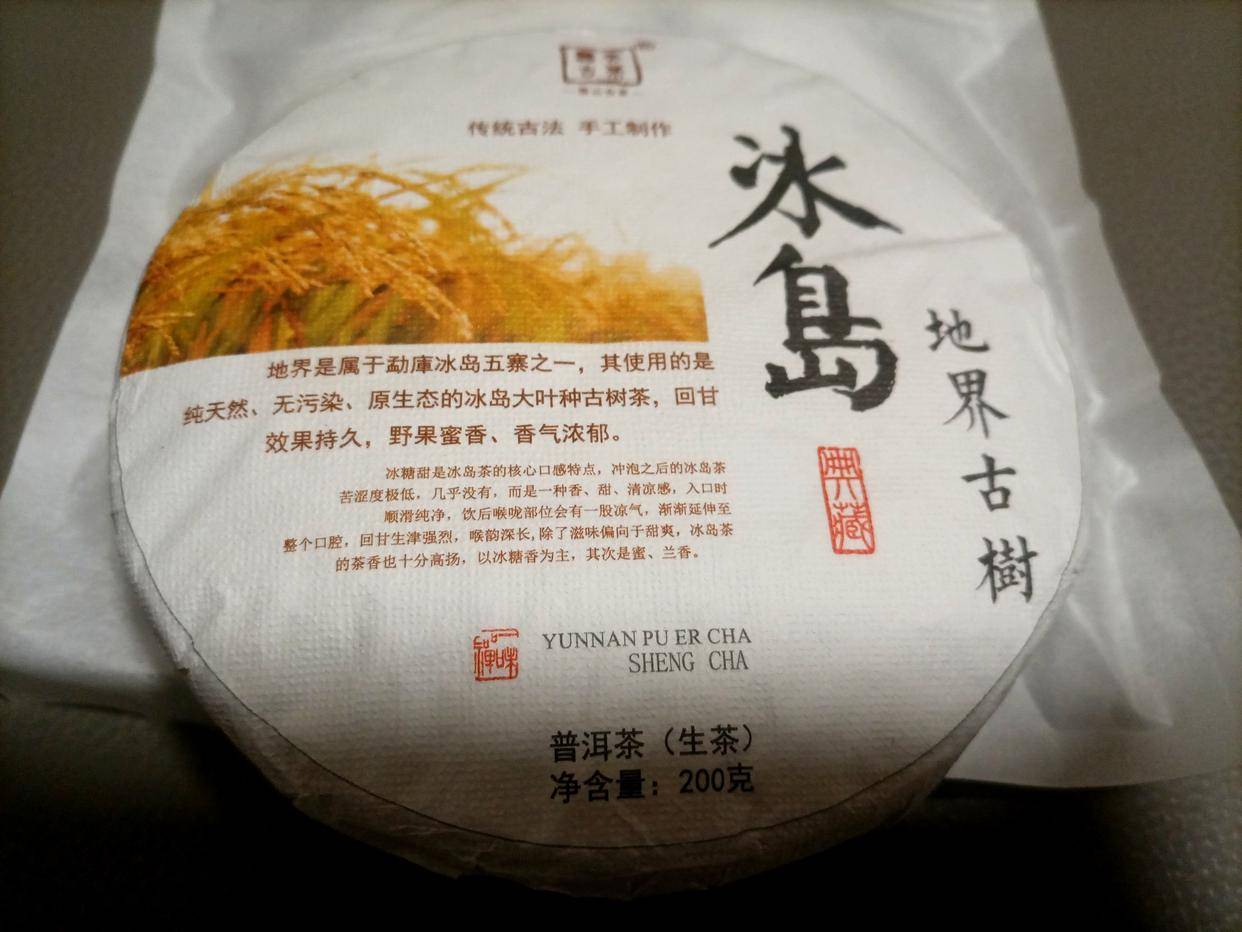 传统古法 手工制作
冰岛
地界古樹
地界是属于勐庫冰岛五寨之一，其使用的是
纯天然、无污染、原生态的冰岛大叶种古树茶，回甘
效果持久，野果蜜香、香气浓郁。
冰糖甜是冰岛茶的核心口感特点，冲泡之后的冰岛茶
苦涩度极低，几乎没有，而是一种香、甜、清凉感，入口时
顺滑纯净，饮后喉咙部位会有一股凉气，渐渐延伸至
整个口腔，回甘生津强烈，喉韵深长，除了滋味偏向于甜爽，冰岛茶
的茶香也十分高扬，以冰糖香为主，其次是蜜、兰香。
典藏
YUNNAN PU ER CHA
SHENG CHA
普洱茶（生茶）
净含量：200克